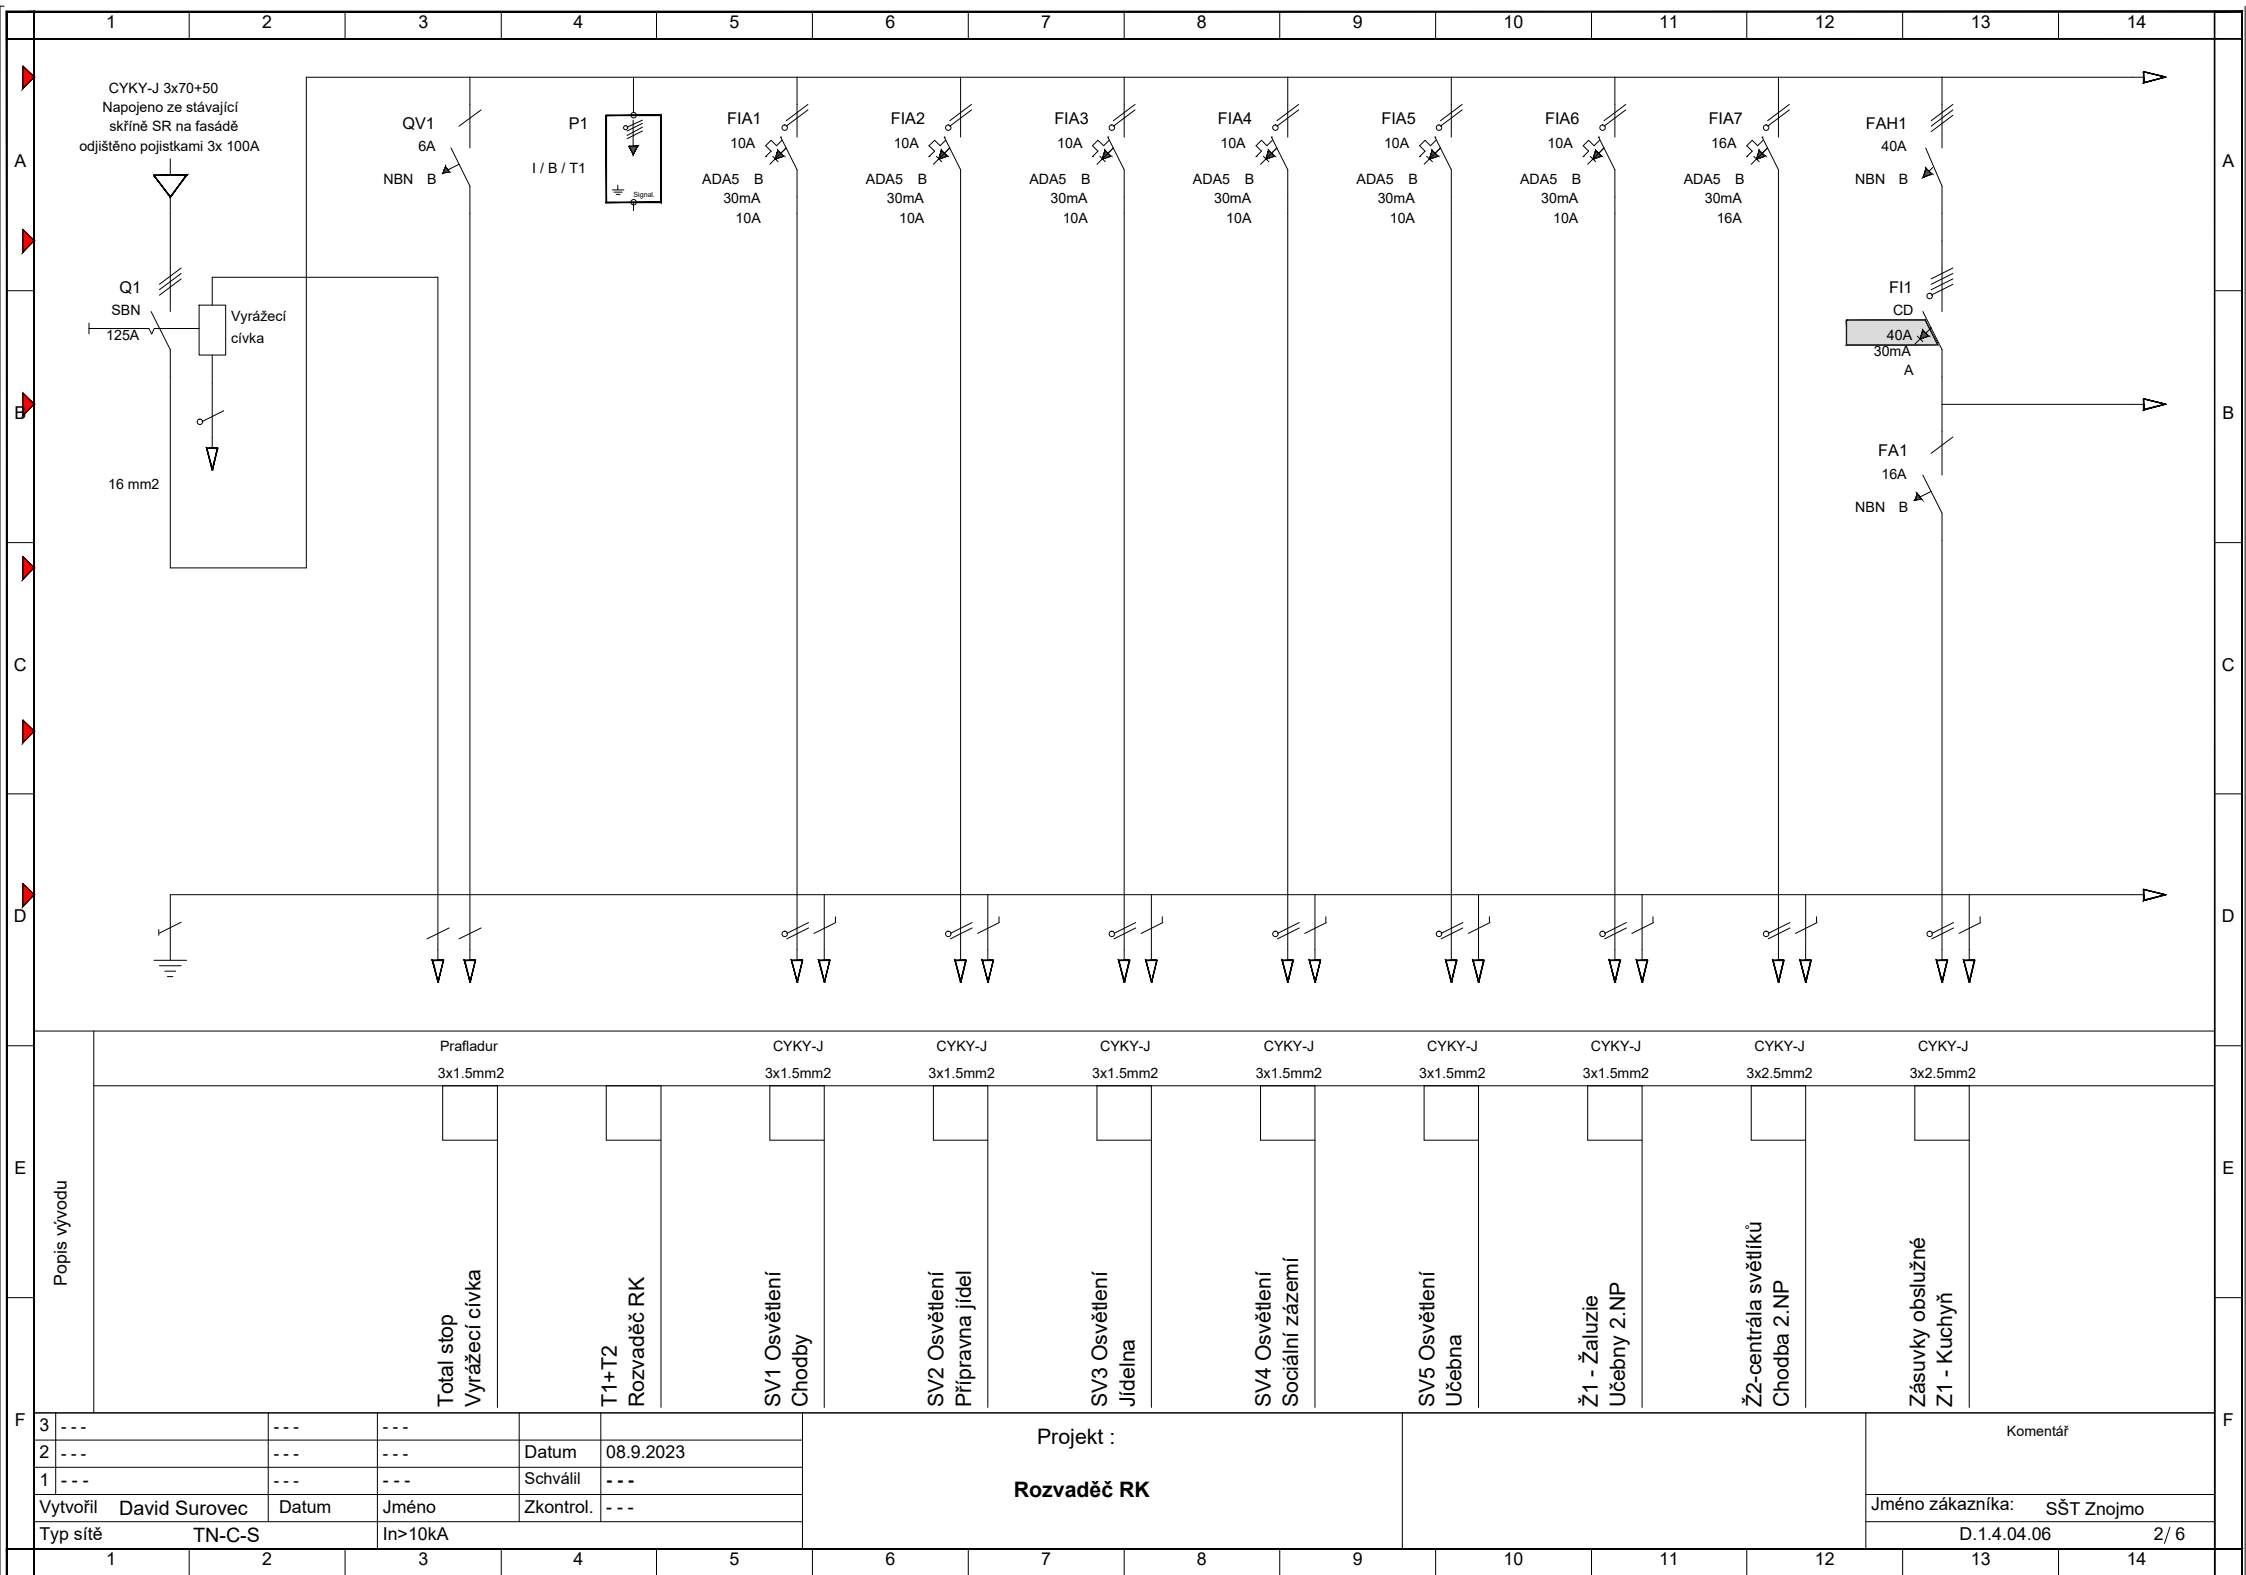 1 2 3 4 5 6 7 8 9 10 11 12 13 14
A A
B B
C C
D D
E E
F F
CYKY-J 3x70+50
Napojeno ze stávající
skříně SR na fasádě
odjištěno pojistkami 3x 100A
Q1
SBN
125A
Vyrážecí
cívka
16 mm2
QV1
6A
NBN B
P1
I / B / T1
Signal.
FIA1
10A
ADA5 B
30mA
10A
FIA2
10A
ADA5 B
30mA
10A
FIA3
10A
ADA5 B
30mA
10A
FIA4
10A
ADA5 B
30mA
10A
FIA5
10A
ADA5 B
30mA
10A
FIA6
10A
ADA5 B
30mA
10A
FIA7
16A
ADA5 B
30mA
16A
FAH1
40A
NBN B
FI1
CD
40A
30mA
A
FA1
16A
NBN B
Popis vývodu
Prafladur
3x1.5mm2
Total stop
Vyrážecí cívka
T1+T2
Rozvaděč RK
CYKY-J
3x1.5mm2
SV1 Osvětlení
Chodby
CYKY-J
3x1.5mm2
SV2 Osvětlení
Přípravna jídel
CYKY-J
3x1.5mm2
SV3 Osvětlení
Jídelna
CYKY-J
3x1.5mm2
SV4 Osvětlení
Sociální zázemí
CYKY-J
3x1.5mm2
SV5 Osvětlení
Učebna
CYKY-J
3x1.5mm2
Ž1 - Žaluzie
Učebny 2.NP
CYKY-J
3x2.5mm2
Ž2-centrála světlíků
Chodba 2.NP
CYKY-J
3x2.5mm2
Zásuvky obslužné
Z1 - Kuchyň
3 --- --- ---
2 --- --- --- Datum 08.9.2023
1 --- --- --- Schválil ---
Vytvořil David Surovec Datum Jméno Zkontrol. ---
Typ sítě TN-C-S In>10kA
Projekt :
Rozvaděč RK
Komentář
Jméno zákazníka: SŠT Znojmo
D.1.4.04.06 2/ 6
1 2 3 4 5 6 7 8 9 10 11 12 13 14